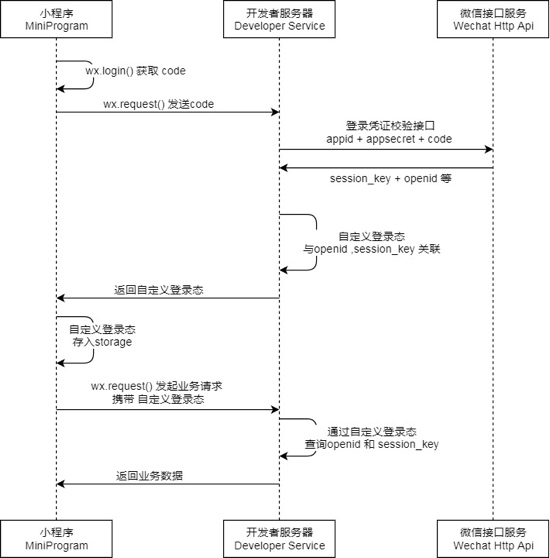 小程序
MiniProgram
开发者服务器
Developer Service
微信接口服务
Wechat Http Api
wx.login() 获取 code
wx.request() 发送code
登录凭证校验接口
appid + appsecret + code
session_key + openid 等
自定义登录态
与openid ,session_key 关联
返回自定义登录态
自定义登录态
存入storage
wx.request() 发起业务请求
携带 自定义登录态
通过自定义登录态
查询openid 和 session_key
返回业务数据
小程序
MiniProgram
开发者服务器
Developer Service
微信接口服务
Wechat Http Api